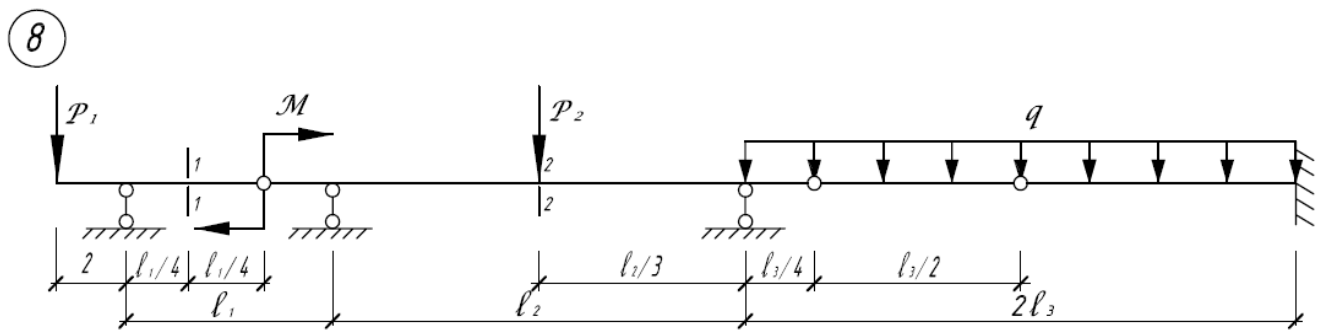 8
P₁
M
P₂
q
1
1
2
2
2
ℓ₁/4
ℓ₁/4
ℓ₂/3
ℓ₃/4
ℓ₃/2
ℓ₁
ℓ₂
2ℓ₃